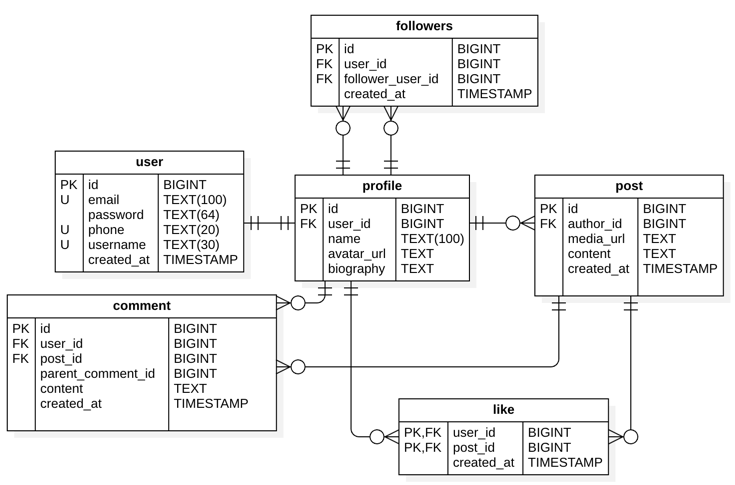 followers
PK id BIGINT
FK user_id BIGINT
FK follower_user_id BIGINT
created_at TIMESTAMP
user
PK id BIGINT
U email TEXT(100)
password TEXT(64)
U phone TEXT(20)
U username TEXT(30)
created_at TIMESTAMP
profile
PK id BIGINT
FK user_id BIGINT
name TEXT(100)
avatar_url TEXT
biography TEXT
post
PK id BIGINT
FK author_id BIGINT
media_url TEXT
content TEXT
created_at TIMESTAMP
comment
PK id BIGINT
FK user_id BIGINT
FK post_id BIGINT
parent_comment_id BIGINT
content TEXT
created_at TIMESTAMP
like
PK,FK user_id BIGINT
PK,FK post_id BIGINT
created_at TIMESTAMP